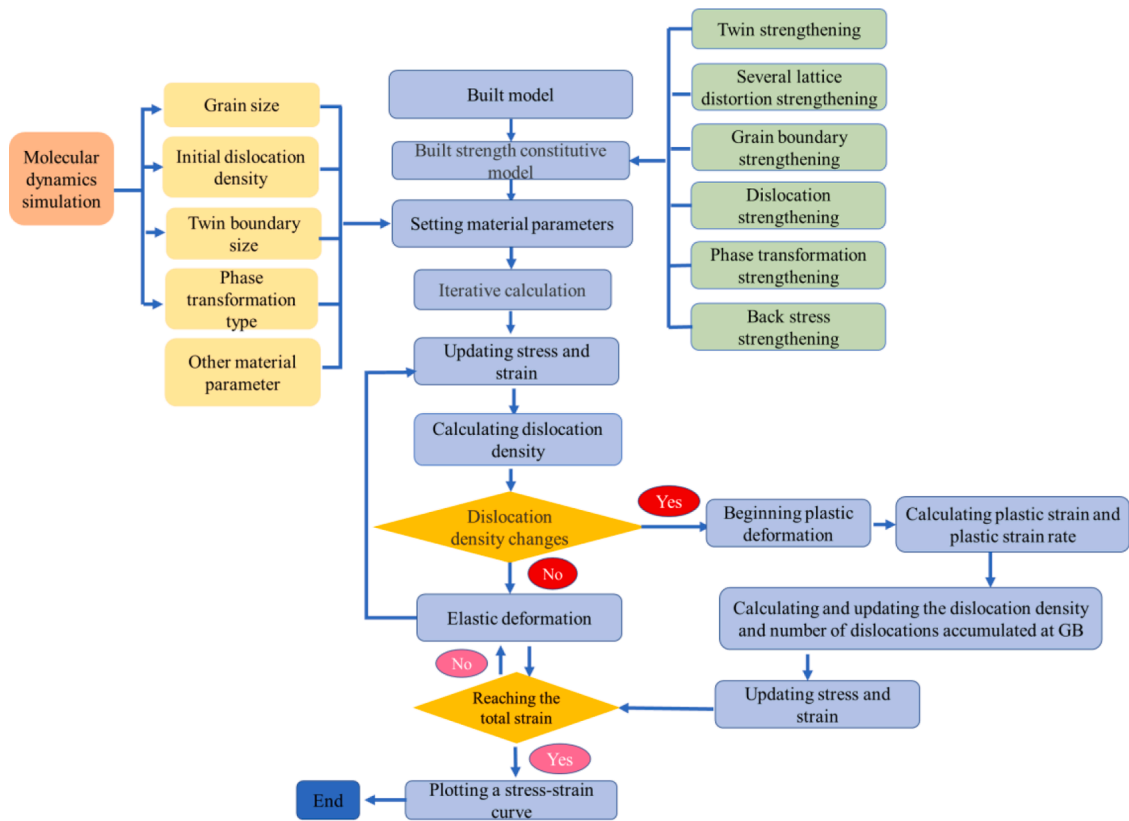 Molecular
dynamics
simulation
Grain size
Initial dislocation
density
Twin boundary
size
Phase
transformation
type
Other material
parameter
Built model
Built strength constitutive
model
Setting material parameters
Iterative calculation
Updating stress and
strain
Calculating dislocation
density
Dislocation
density changes
Yes
No
Elastic deformation
No
Reaching the
total strain
Yes
Plotting a stress-strain
curve
End
Twin strengthening
Several lattice
distortion strengthening
Grain boundary
strengthening
Dislocation
strengthening
Phase transformation
strengthening
Back stress
strengthening
Beginning plastic
deformation
Calculating plastic strain and
plastic strain rate
Calculating and updating the dislocation density
and number of dislocations accumulated at GB
Updating stress and
strain